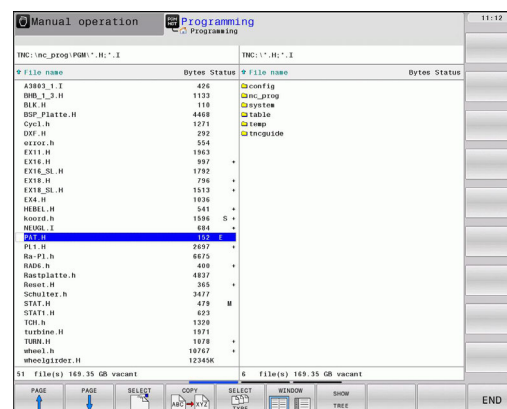 Manual operation
PGM NOT Programming
Programming
11:12
TNC:\nc_prog\PGM\*.H;*.I
TNC:\*.H;*.I
File name Bytes Status
File name Bytes Status
A3803_1.I 426
BHB_1_3.H 1133
BLK.H 110
BSP_Platte.H 4468
Cycl.h 1271
DXF.H 292
error.h 554
EX11.H 1963
EX16.H 997 +
EX16_SL.H 1792
EX18.H 796 +
EX18_SL.H 1513 +
EX4.H 1036
HEBEL.H 541 +
koord.h 1596 S +
NEUGL.I 684 +
PAT.H 152 E
PL1.H 2697 +
Ra-Pl.h 6675
RAD6.h 400 +
Rastplatte.h 4837
Reset.H 365 +
Schulter.h 3477
STAT.H 479 M
STAT1.H 623
TCH.h 1320
turbine.H 1971
TURN.H 1078 +
wheel.h 10767 +
wheelgirder.H 12345K
config
nc_prog
system
table
temp
tncguide
51 file(s) 169.35 GB vacant
6 file(s) 169.35 GB vacant
PAGE
PAGE
SELECT
COPY
ABC XYZ
SELECT
TYPE
WINDOW
SHOW
TREE
END